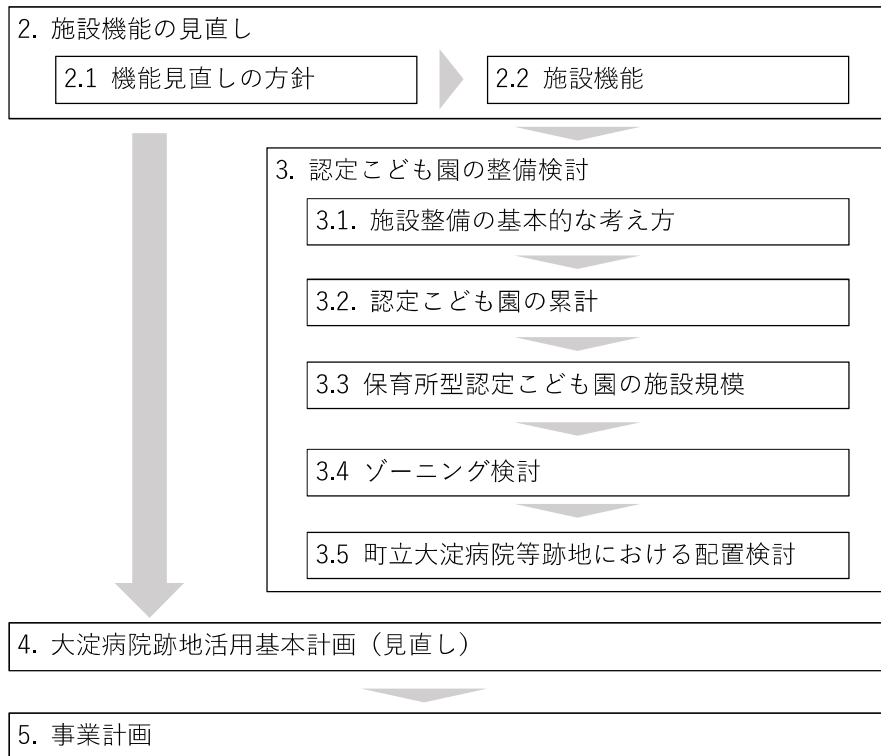 2. 施設機能の見直し
2.1 機能見直しの方針
2.2 施設機能
3. 認定こども園の整備検討
3.1. 施設整備の基本的な考え方
3.2. 認定こども園の累計
3.3 保育所型認定こども園の施設規模
3.4 ゾーニング検討
3.5 町立大淀病院等跡地における配置検討
4. 大淀病院跡地活用基本計画（見直し）
5. 事業計画